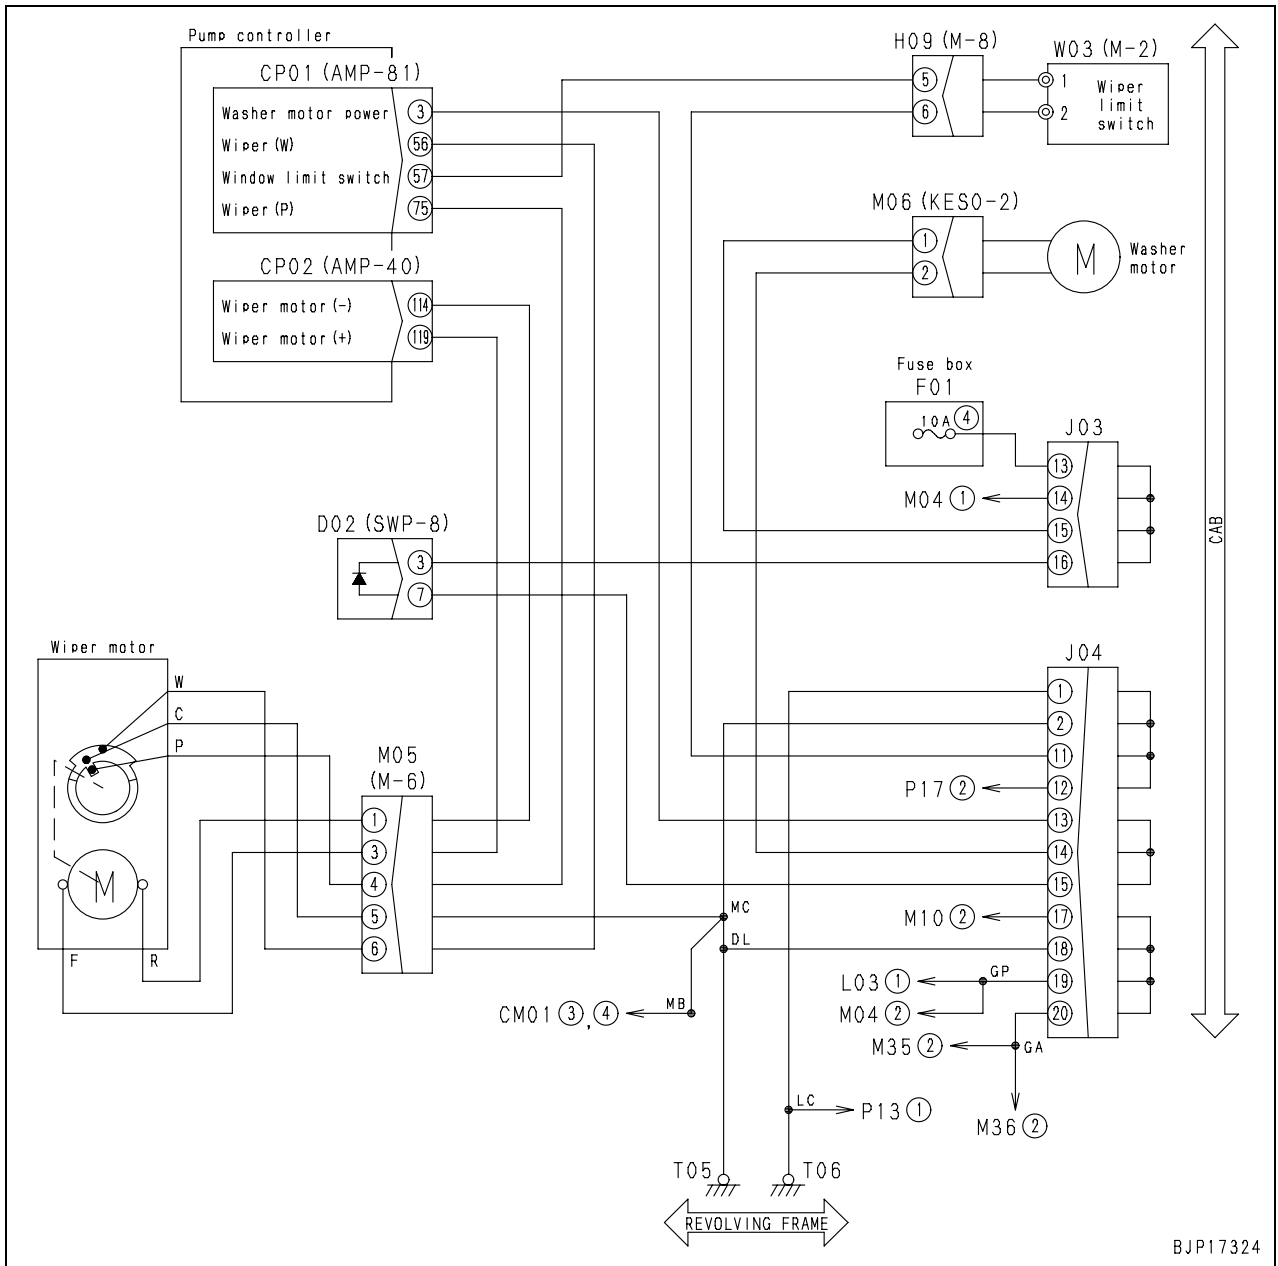 Pump controller
CP01 (AMP-81)
Washer motor power 3
Wiper (W) 56
Window limit switch 57
Wiper (P) 75
CP02 (AMP-40)
Wiper motor (-) 114
Wiper motor (+) 119
H09 (M-8)
5
6
W03 (M-2)
1
2
Wiper
limit
switch
M06 (KES0-2)
1
2
M
Washer
motor
Fuse box
F01
10A 4
J03
13
M04 1
14
15
16
CAB
D02 (SWP-8)
3
7
Wiper motor
W
C
P
M
F
R
M05
(M-6)
1
3
4
5
6
J04
1
2
11
P17 2
12
13
14
15
M10 2
17
18
19
20
MC
DL
MB
CM01 3, 4
L03 1
GP
M04 2
M35 2
GA
M36 2
LC
P13 1
T05
T06
REVOLVING FRAME
BJP17324